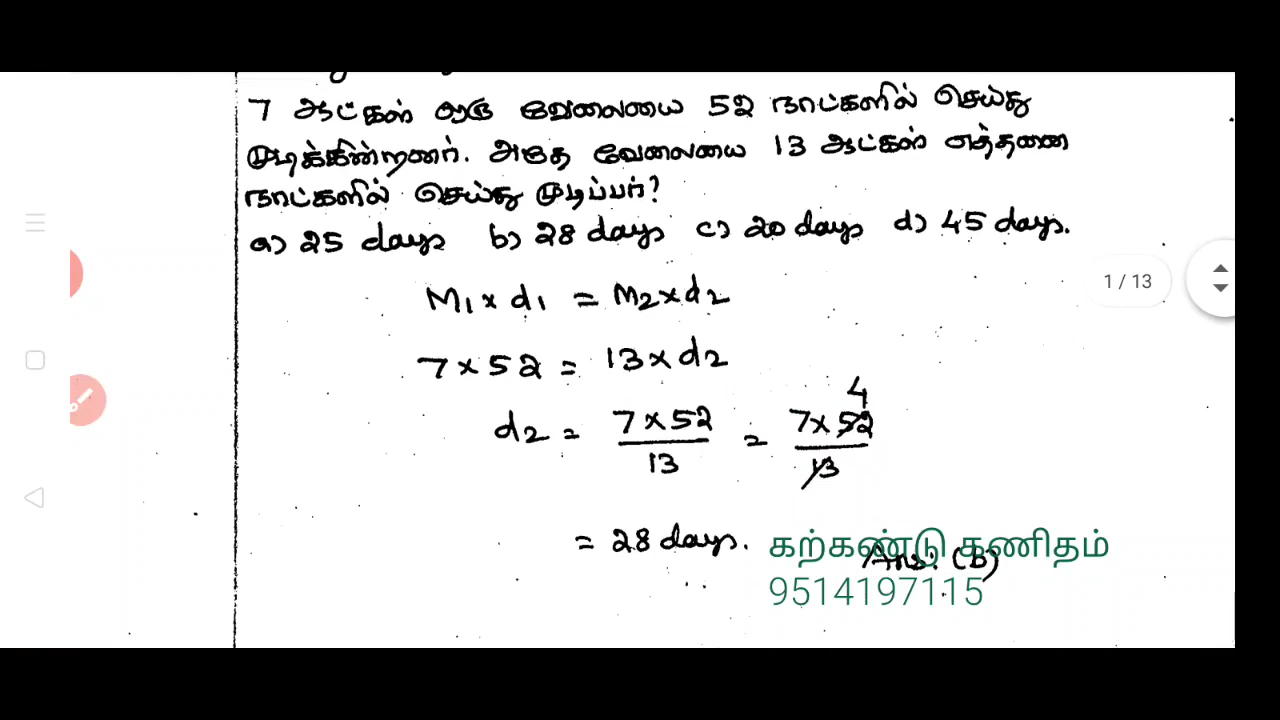 7 ஆட்கள் ஒரு வேலையை 52 நாட்களில் செய்து
முடிக்கின்றனர். அதே வேலையை 13 ஆட்கள் எத்தனை
நாட்களில் செய்து முடிப்பர்?
a) 25 days b) 28 days c) 20 days d) 45 days.
M1 x d1 = M2 x d2
7 x 52 = 13 x d2
d2 = 7 x 52 / 13 = 7 x 52 / 13 4
= 28 days.
Ans: (B)
கற்கண்டு கணிதம்
9514197115
1 / 13